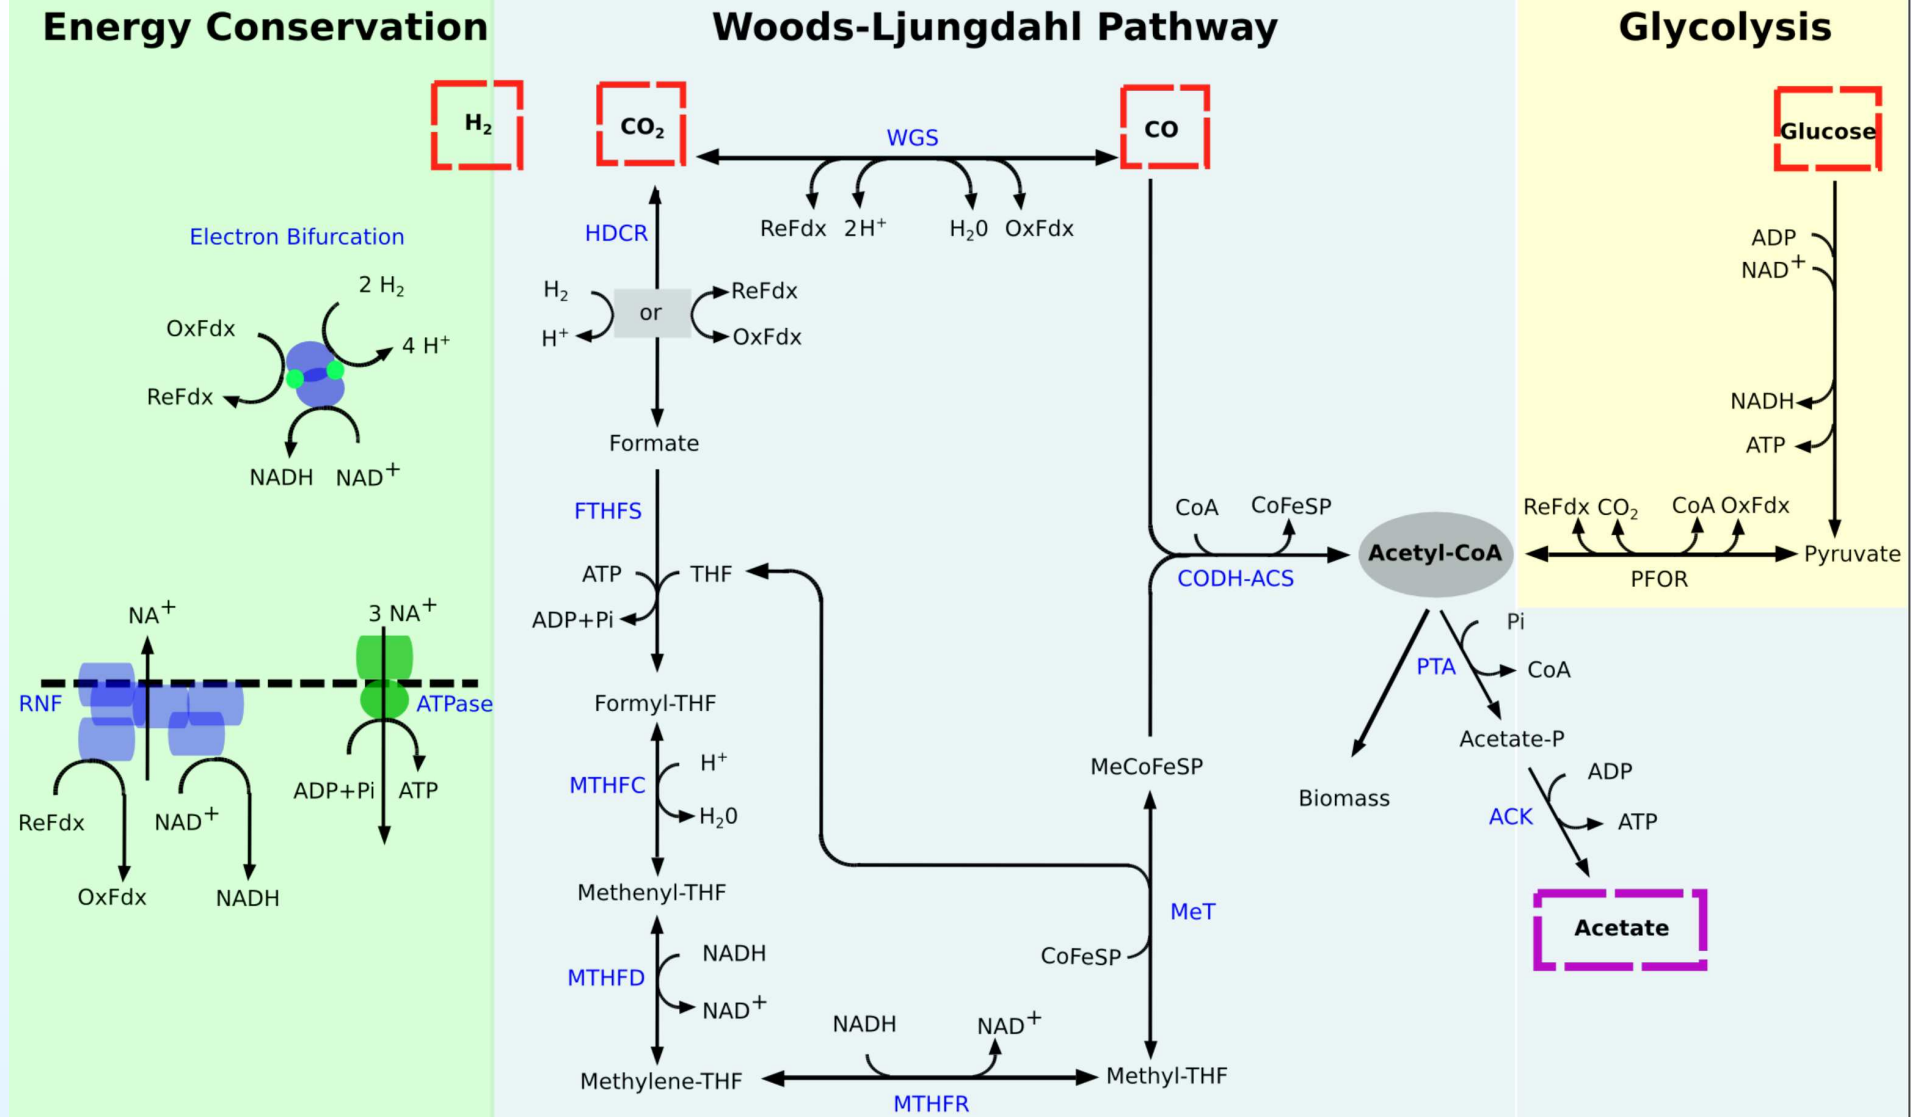 Energy Conservation
Woods-Ljungdahl Pathway
Glycolysis
H₂
CO₂
WGS
CO
Glucose
ReFdx 2H⁺ H₂0 OxFdx
HDCR
H₂
H⁺
or
ReFdx
OxFdx
Formate
FTHFS
ATP
THF
ADP+Pi
Formyl-THF
MTHFC
H⁺
H₂0
Methenyl-THF
MTHFD
NADH
NAD⁺
Methylene-THF
NADH
NAD⁺
MTHFR
Methyl-THF
MeT
CoFeSP
MeCoFeSP
CoA
CoFeSP
CODH-ACS
Acetyl-CoA
Electron Bifurcation
2 H₂
OxFdx
4 H⁺
ReFdx
NADH
NAD⁺
NA⁺
3 NA⁺
RNF
ATPase
ADP+Pi
ATP
ReFdx
NAD⁺
OxFdx
NADH
ADP
NAD⁺
NADH
ATP
ReFdx CO₂ CoA OxFdx
PFOR
Pyruvate
Pi
PTA
CoA
Biomass
Acetate-P
ADP
ACK
ATP
Acetate